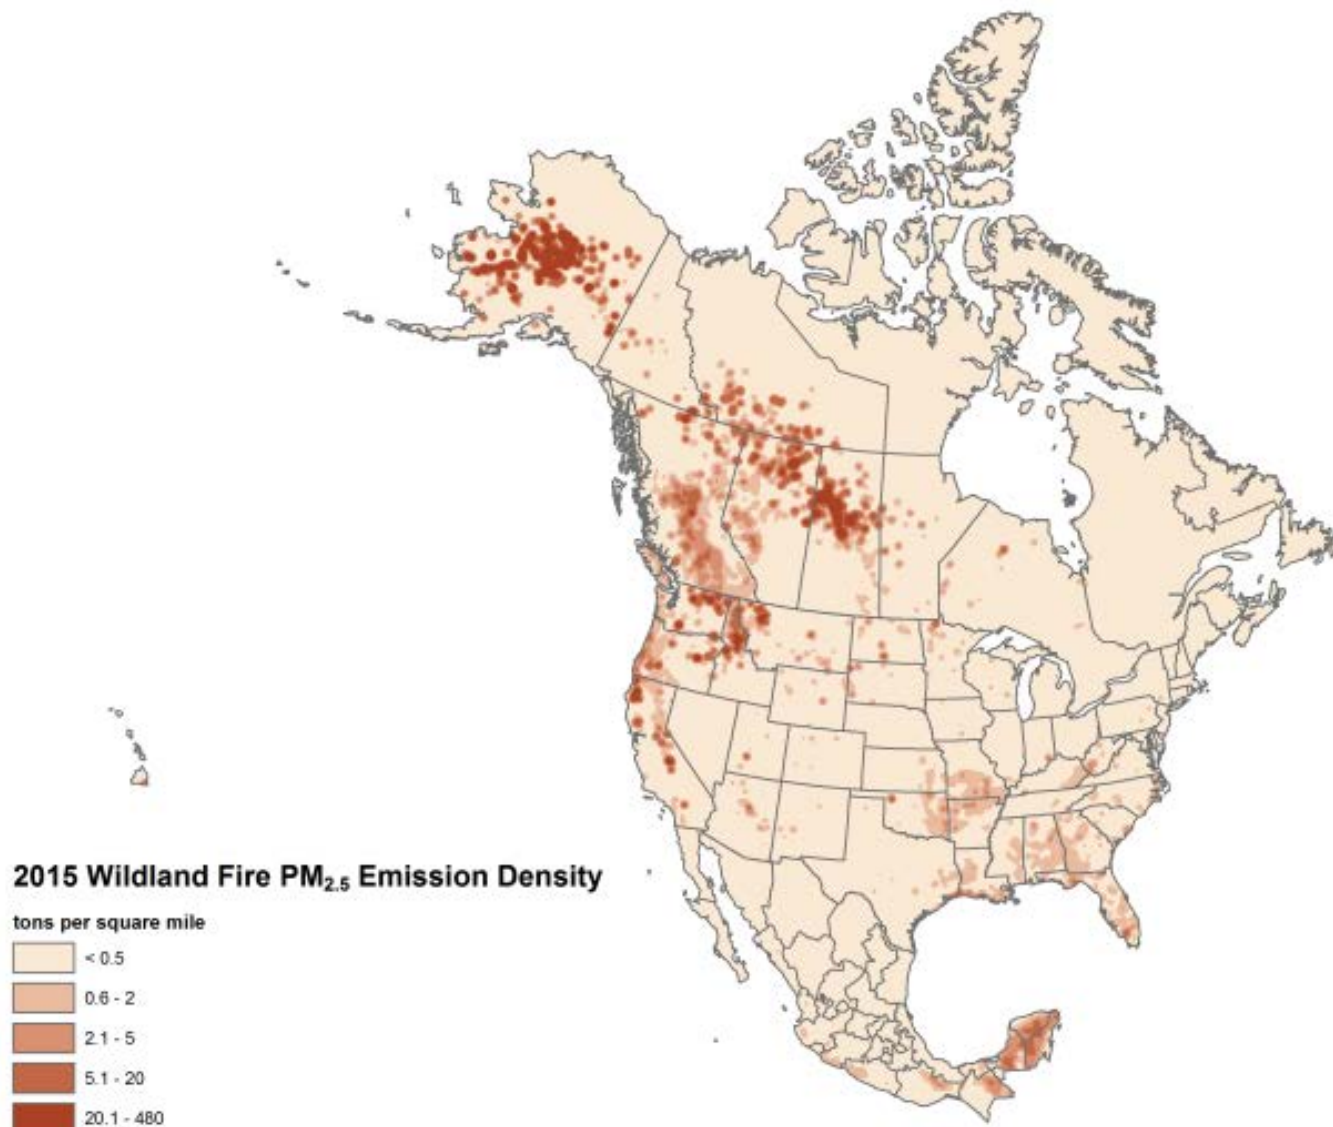 2015 Wildland Fire PM₂.₅ Emission Density
tons per square mile
< 0.5
0.6 - 2
2.1 - 5
5.1 - 20
20.1 - 480